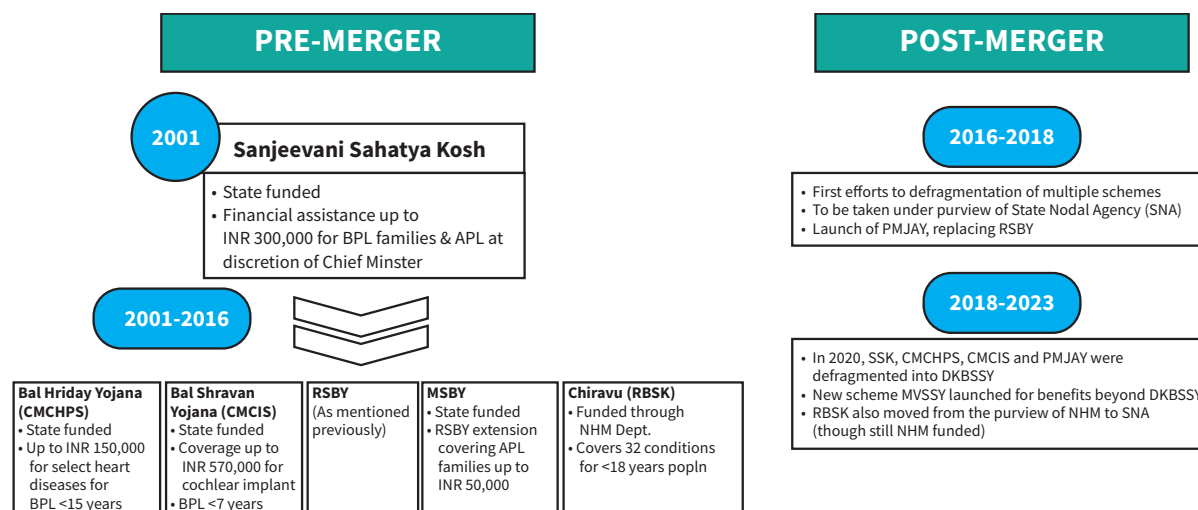 PRE-MERGER
2001
Sanjeevani Sahatya Kosh
• State funded
• Financial assistance up to
INR 300,000 for BPL families & APL at
discretion of Chief Minster
2001-2016
Bal Hriday Yojana
(CMCHPS)
• State funded
• Up to INR 150,000
for select heart
diseases for
BPL <15 years
Bal Shravan
Yojana (CMCIS)
• State funded
• Coverage up to
INR 570,000 for
cochlear implant
• BPL <7 years
RSBY
(As mentioned
previously)
MSBY
• State funded
• RSBY extension
covering APL
families up to
INR 50,000
Chiravu (RBSK)
• Funded through
NHM Dept.
• Covers 32 conditions
for <18 years popln
POST-MERGER
2016-2018
• First efforts to defragmentation of multiple schemes
• To be taken under purview of State Nodal Agency (SNA)
• Launch of PMJAY, replacing RSBY
2018-2023
• In 2020, SSK, CMCHPS, CMCIS and PMJAY were
defragmented into DKBSSY
• New scheme MVSSY launched for benefits beyond DKBSSY
• RBSK also moved from the purview of NHM to SNA
(though still NHM funded)